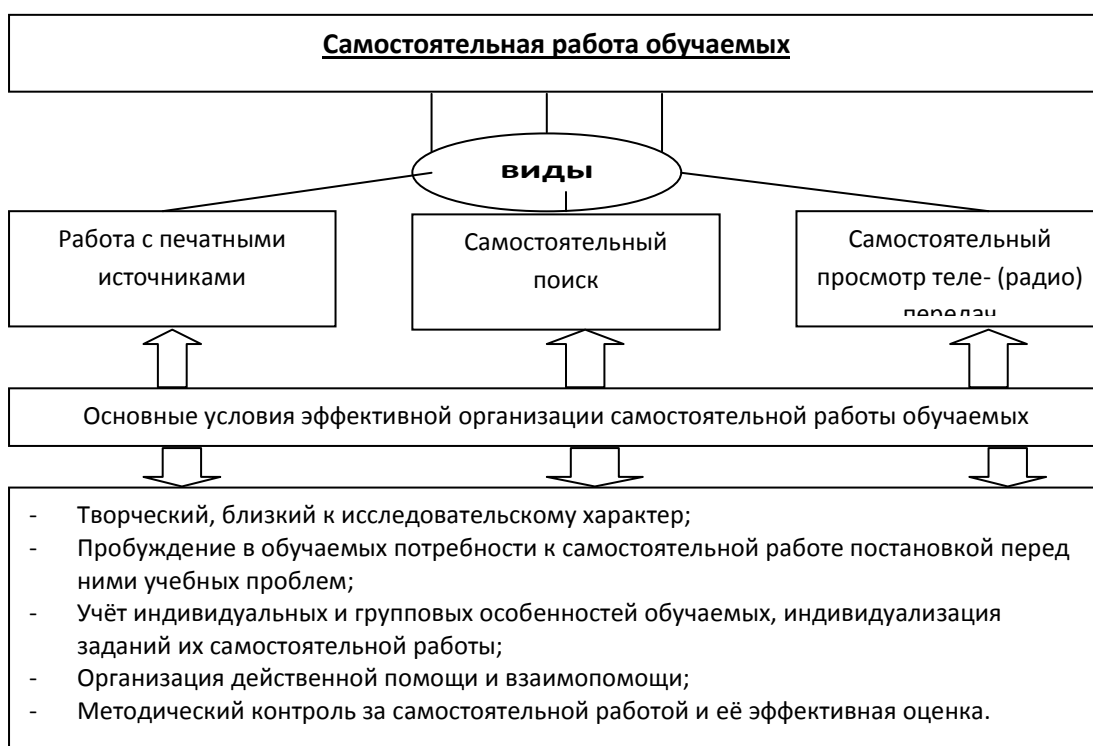 Самостоятельная работа обучаемых
виды
Работа с печатными
источниками
Самостоятельный
поиск
Самостоятельный
просмотр теле- (радио)
передач
Основные условия эффективной организации самостоятельной работы обучаемых
- Творческий, близкий к исследовательскому характер;
- Пробуждение в обучаемых потребности к самостоятельной работе постановкой перед
ними учебных проблем;
- Учёт индивидуальных и групповых особенностей обучаемых, индивидуализация
заданий их самостоятельной работы;
- Организация действенной помощи и взаимопомощи;
- Методический контроль за самостоятельной работой и её эффективная оценка.